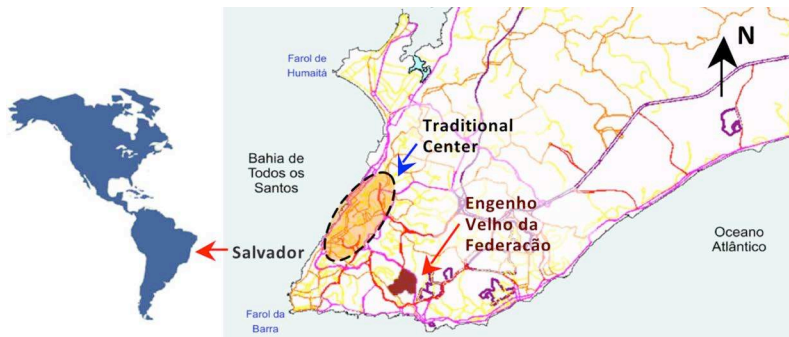 Farol de
Humaitá
N
Traditional
Center
Bahia de
Todos os
Santos
Engenho
Velho da
Federacão
Salvador
Oceano
Atlântico
Farol da
Barra